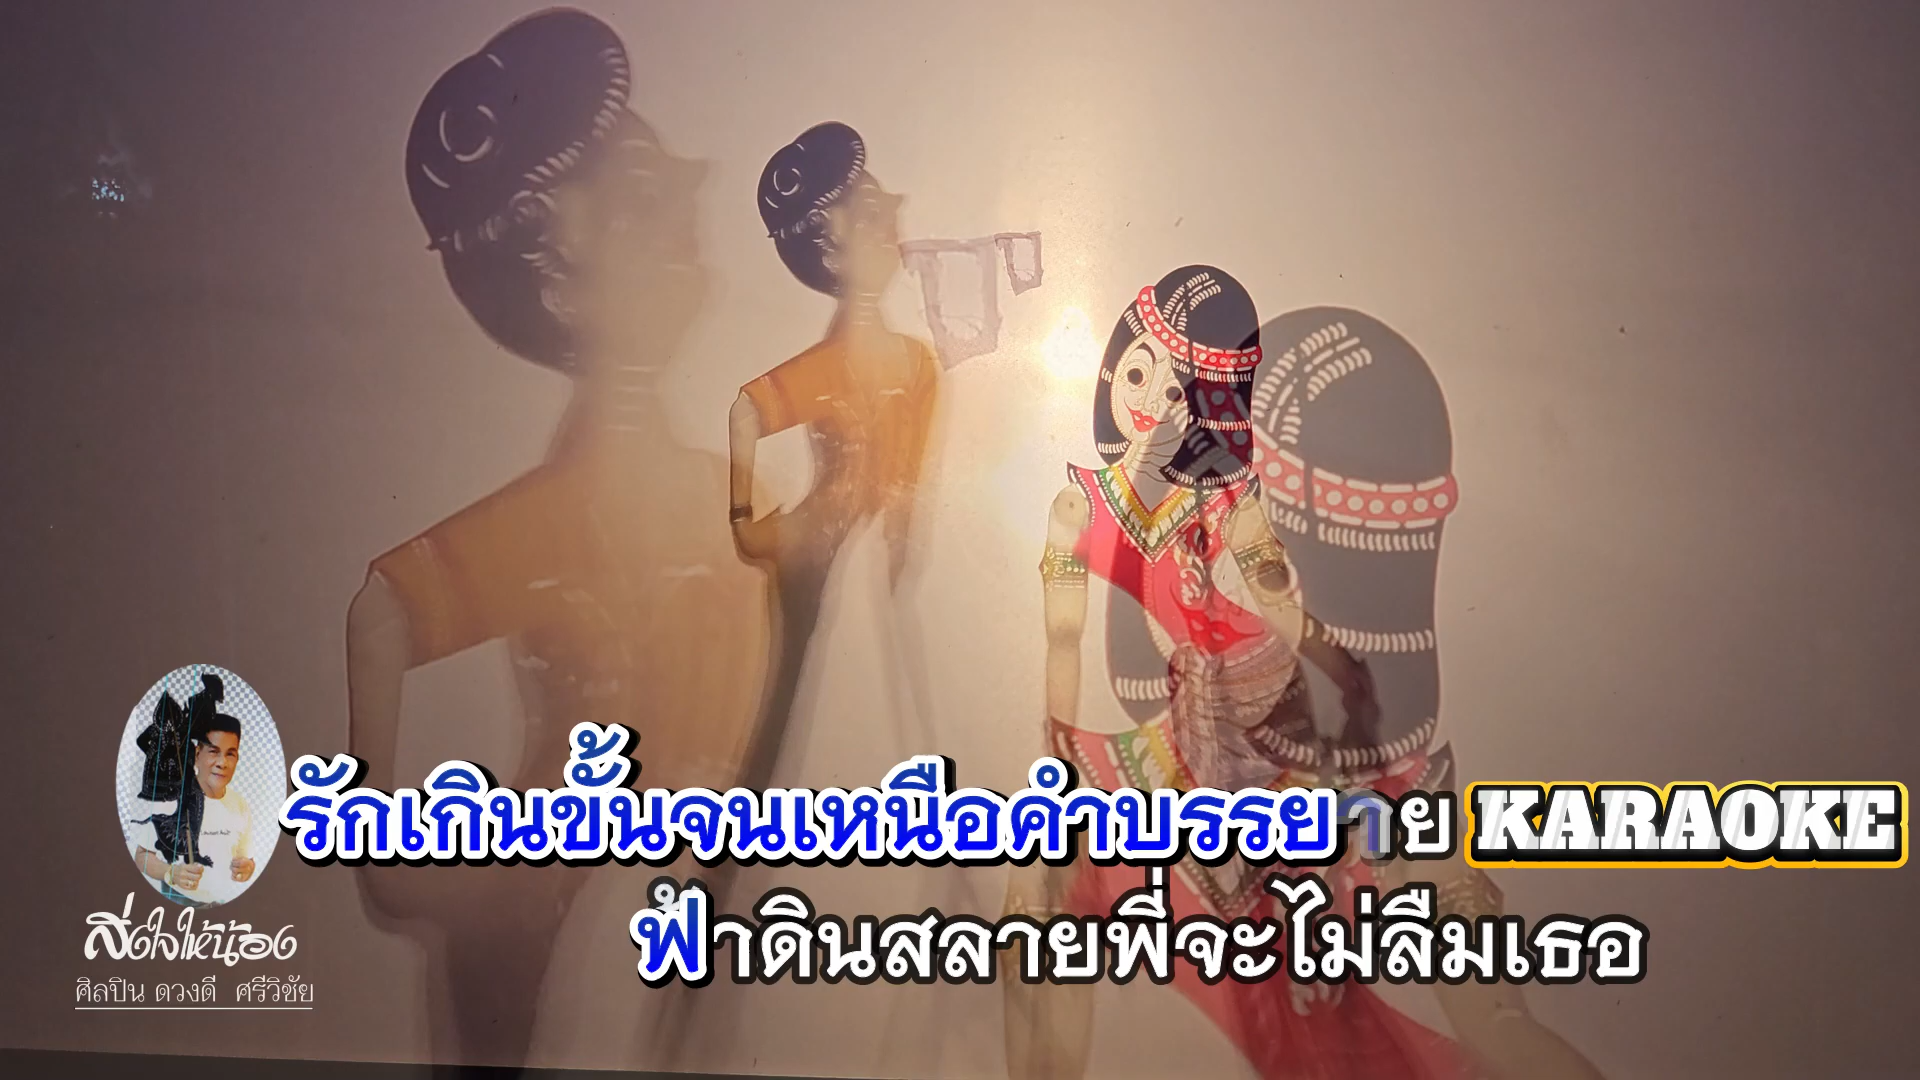 รักเกินขั้นจนเหนือคำบรรยาย KARAOKE
ฟ้าดินสลายพี่จะไม่ลืมเธอ
สั่งใจให้น้อง
ศิลปิน ดวงดี ศรีวิชัย